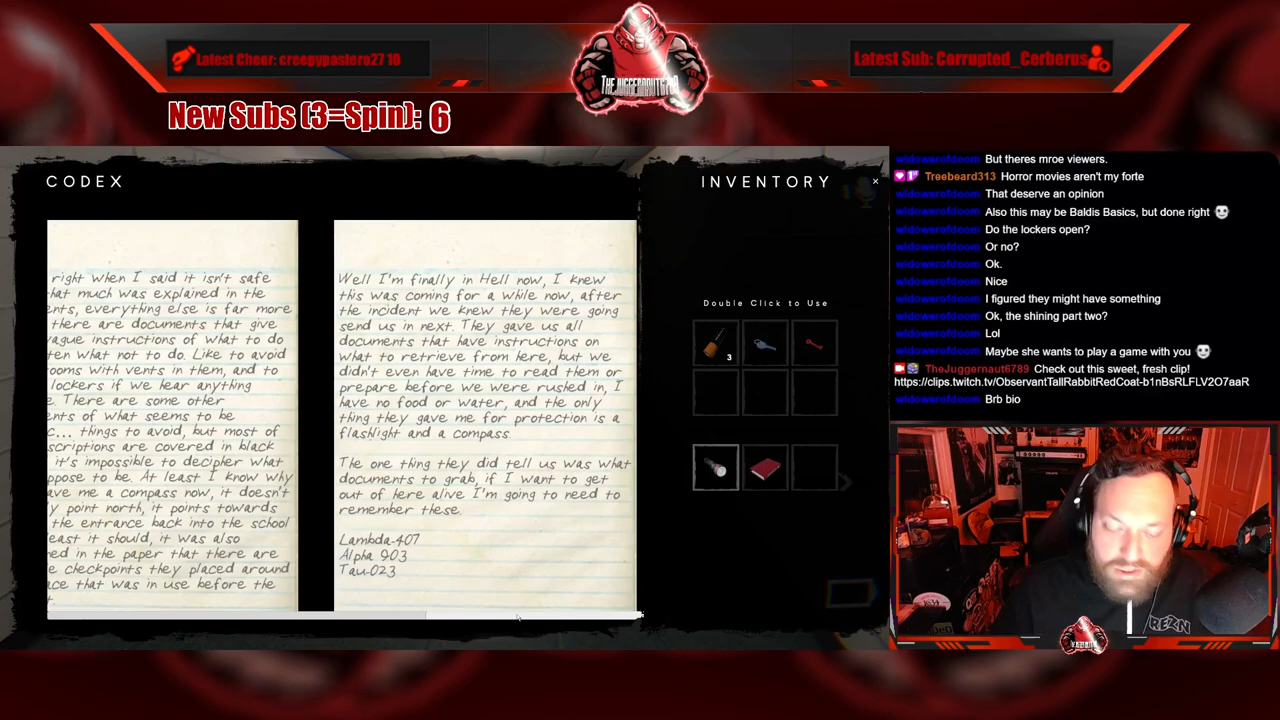 Latest Cheer: creepypastero27 10
Latest Sub: Corrupted_Cerberus
New Subs (3=Spin): 6
CODEX
right when I said it isn't safe
hat much was explained in the
ents, everything else is far more
there are documents that give
vague instructions of what to do
ten what not to do. Like to avoid
ooms with vents in them, and to
lockers if we hear anything
e. There are some other
ents of what seems to be
c... things to avoid, but most of
scriptions are covered in black
it's impossible to decipher what
ppose to be. At least I know why
ave me a compass now, it doesn't
y point north, it points towards
the entrance back into the school
east it should, it was also
ned in the paper that there are
e checkpoints they placed around
ace that was in use before the
Well I'm finally in Hell now, I knew
this was coming for a while now, after
the incident we knew they were going
send us in next. They gave us all
documents that have instructions on
what to retrieve from here, but we
didn't even have time to read them or
prepare before we were rushed in, I
have no food or water, and the only
thing they gave me for protection is a
flashlight and a compass.
The one thing they did tell us was what
documents to grab, if I want to get
out of here alive I'm going to need to
remember these.
Lambda-407
Alpha 903
Tau-023
INVENTORY
×
Double Click to Use
3
widowerofdoom But theres mroe viewers.
Treebeard313 Horror movies aren't my forte
widowerofdoom That deserve an opinion
widowerofdoom Also this may be Baldis Basics, but done right
widowerofdoom Do the lockers open?
widowerofdoom Or no?
widowerofdoom Ok.
widowerofdoom Nice
widowerofdoom I figured they might have something
widowerofdoom Ok, the shining part two?
widowerofdoom Lol
widowerofdoom Maybe she wants to play a game with you
TheJuggernaut6789 Check out this sweet, fresh clip!
https://clips.twitch.tv/ObservantTallRabbitRedCoat-b1nBsRLFLV2O7aaR
widowerofdoom Brb bio
REZN